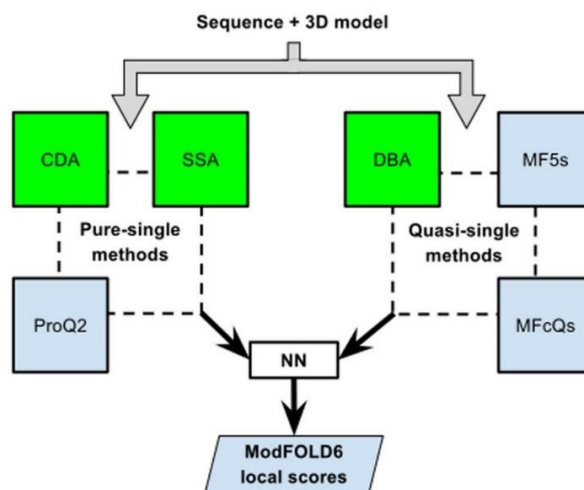 Sequence + 3D model
CDA
SSA
DBA
MF5s
Pure-single
methods
Quasi-single
methods
ProQ2
MFcQs
NN
ModFOLD6
local scores